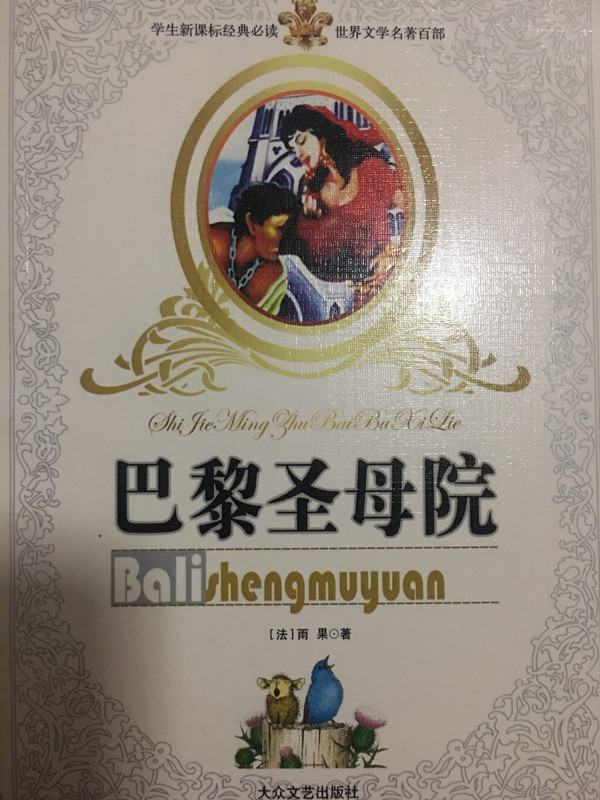 学生新课标经典必读 世界文学名著百部
Shi Jie Ming Zhu Bai Bu Xi Lie
巴黎圣母院
Balishengmuyuan
[法]雨 果⊙著
大众文艺出版社